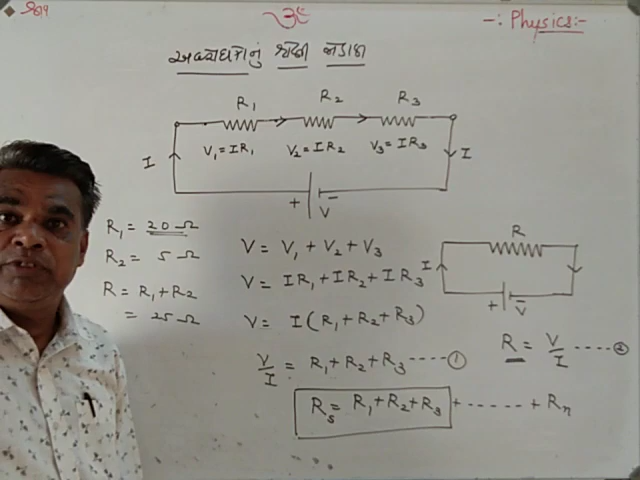 ૐ
-: Physics:-
અવરોધકોનું શ્રેણી જોડાણ
R₁ R₂ R₃
V₁ = IR₁ V₂ = IR₂ V₃ = IR₃
I I
+ − V
R₁ = 20 Ω
R₂ = 5 Ω
R = R₁ + R₂
= 25 Ω
V = V₁ + V₂ + V₃
V = IR₁ + IR₂ + IR₃
V = I(R₁ + R₂ + R₃)
V/I = R₁ + R₂ + R₃ ---- ①
Rs = R₁ + R₂ + R₃ + ------ + Rn
R
I
+ − V
R = V/I ---- ②